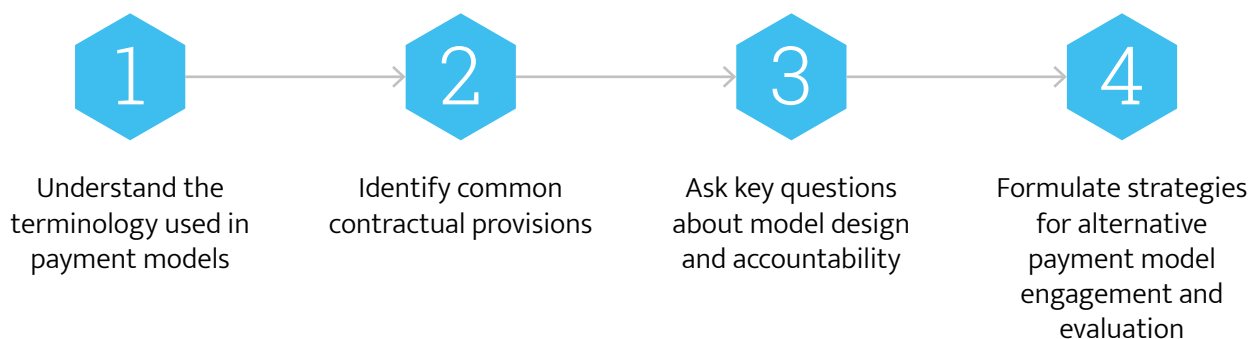 1
Understand the
terminology used in
payment models
2
Identify common
contractual provisions
3
Ask key questions
about model design
and accountability
4
Formulate strategies
for alternative
payment model
engagement and
evaluation